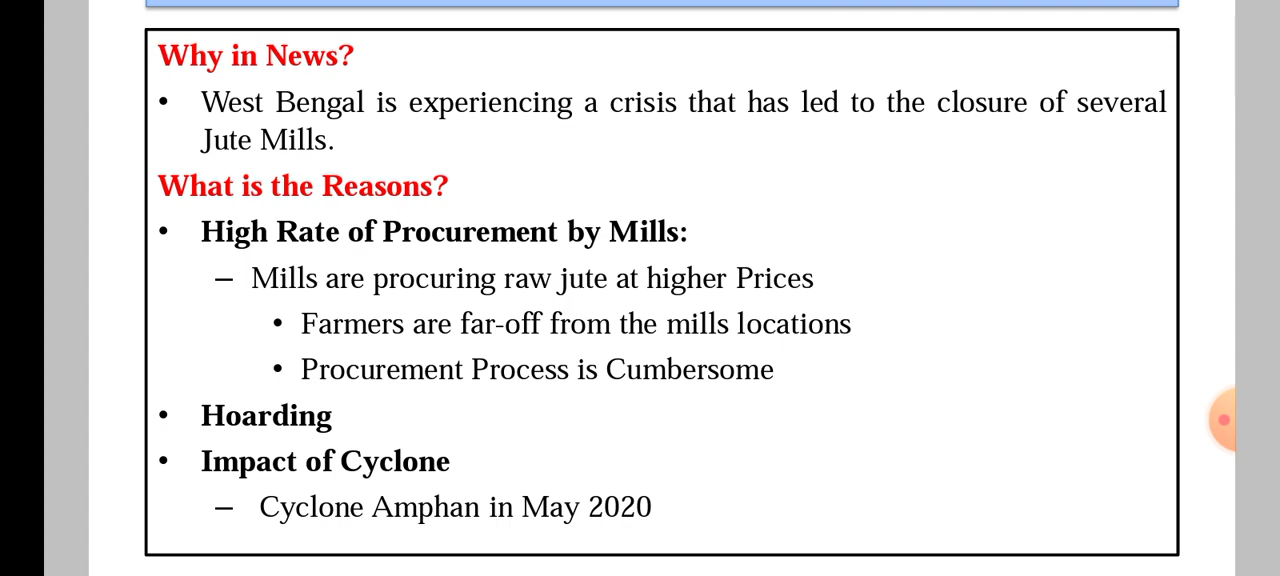 Why in News?
• West Bengal is experiencing a crisis that has led to the closure of several
Jute Mills.
What is the Reasons?
• High Rate of Procurement by Mills:
– Mills are procuring raw jute at higher Prices
• Farmers are far-off from the mills locations
• Procurement Process is Cumbersome
• Hoarding
• Impact of Cyclone
– Cyclone Amphan in May 2020